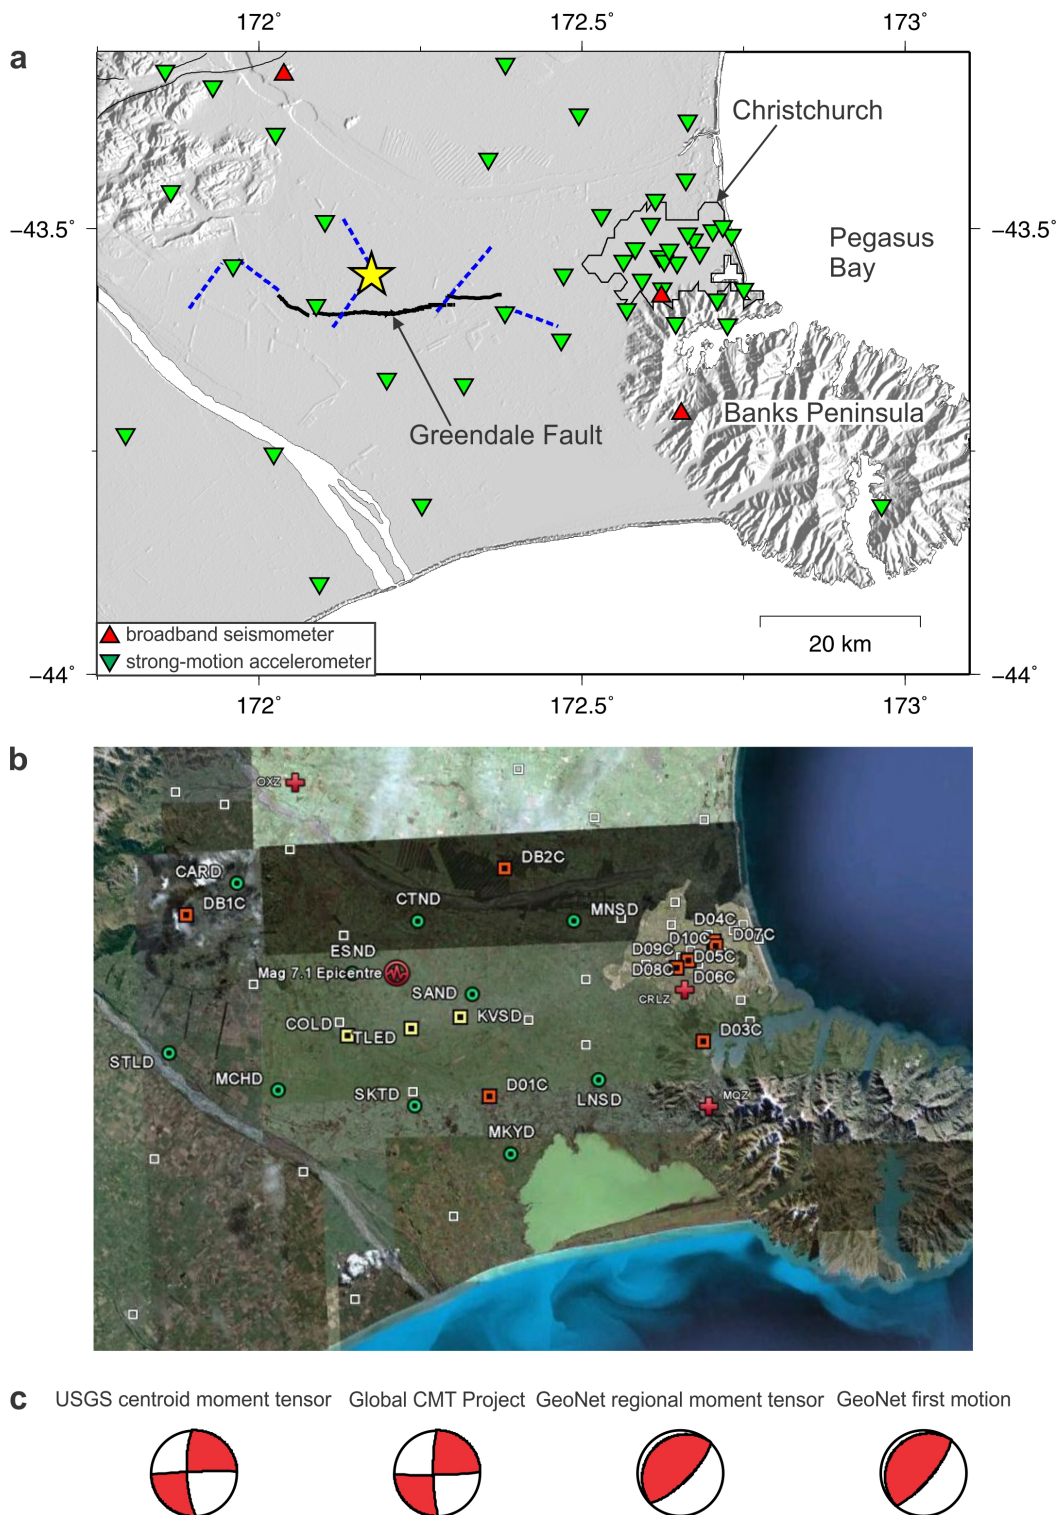 172° 172.5° 173°
a
Christchurch
−43.5° −43.5°
Pegasus
Bay
Banks Peninsula
Greendale Fault
broadband seismometer
strong-motion accelerometer
20 km
−44° −44°
172° 172.5° 173°
b
OXZ
DB2C
CARD
DB1C
CTND
MNSD
D04C
D07C
D10C
ESND
D09C
D05C
Mag 7.1 Epicentre
D08C
D06C
SAND
CRLZ
COLD
KVSD
TLED
D03C
STLD
MCHD
SKTD
D01C
LNSD
MQZ
MKYD
c
USGS centroid moment tensor Global CMT Project GeoNet regional moment tensor GeoNet first motion